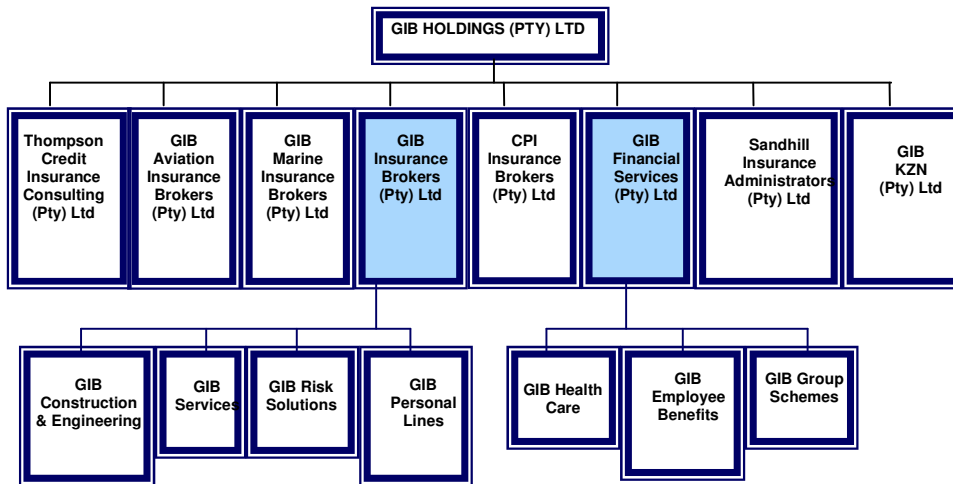 GIB HOLDINGS (PTY) LTD
Thompson
Credit
Insurance
Consulting
(Pty) Ltd
GIB
Aviation
Insurance
Brokers
(Pty) Ltd
GIB
Marine
Insurance
Brokers
(Pty) Ltd
GIB
Insurance
Brokers
(Pty) Ltd
CPI
Insurance
Brokers
(Pty) Ltd
GIB
Financial
Services
(Pty) Ltd
Sandhill
Insurance
Administrators
(Pty) Ltd
GIB
KZN
(Pty) Ltd
GIB
Construction
& Engineering
GIB
Services
GIB Risk
Solutions
GIB
Personal
Lines
GIB Health
Care
GIB
Employee
Benefits
GIB Group
Schemes